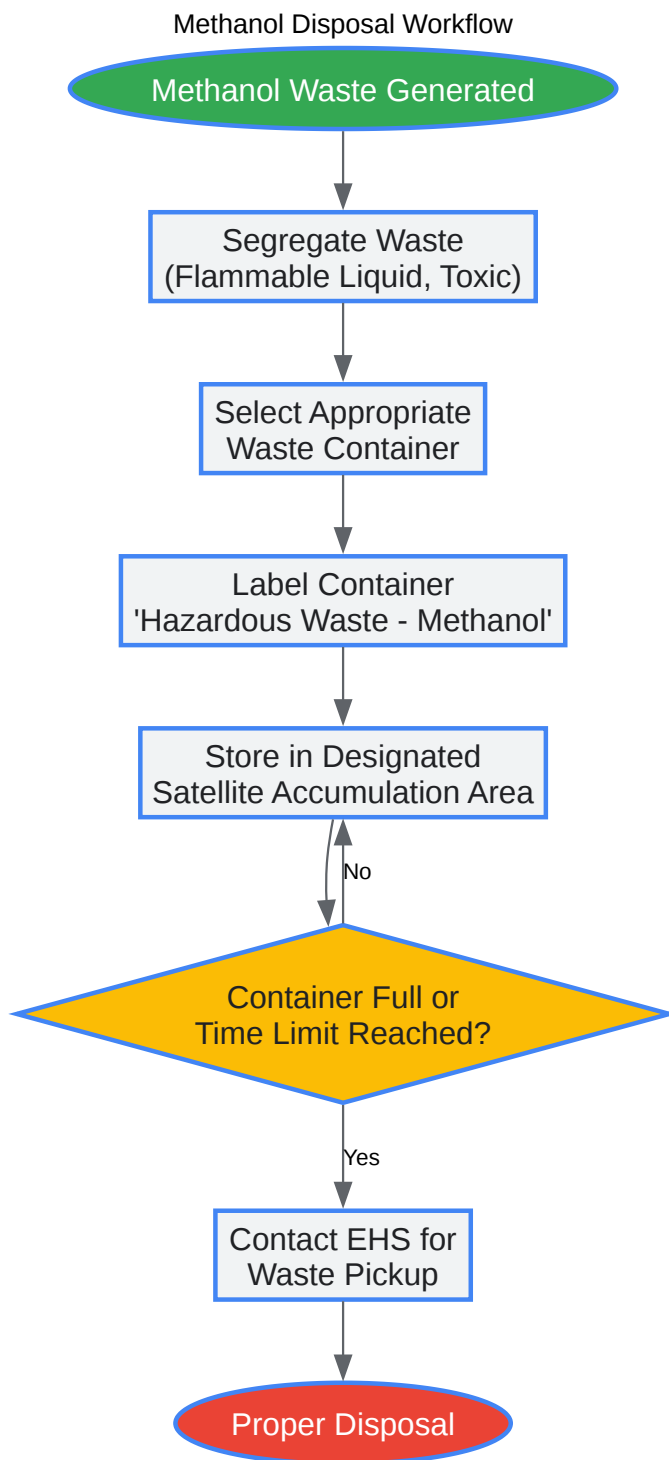 Methanol Disposal Workflow
Methanol Waste Generated
Segregate Waste
(Flammable Liquid, Toxic)
Select Appropriate
Waste Container
Label Container
'Hazardous Waste - Methanol'
Store in Designated
Satellite Accumulation Area
No
Container Full or
Time Limit Reached?
Yes
Contact EHS for
Waste Pickup
Proper Disposal